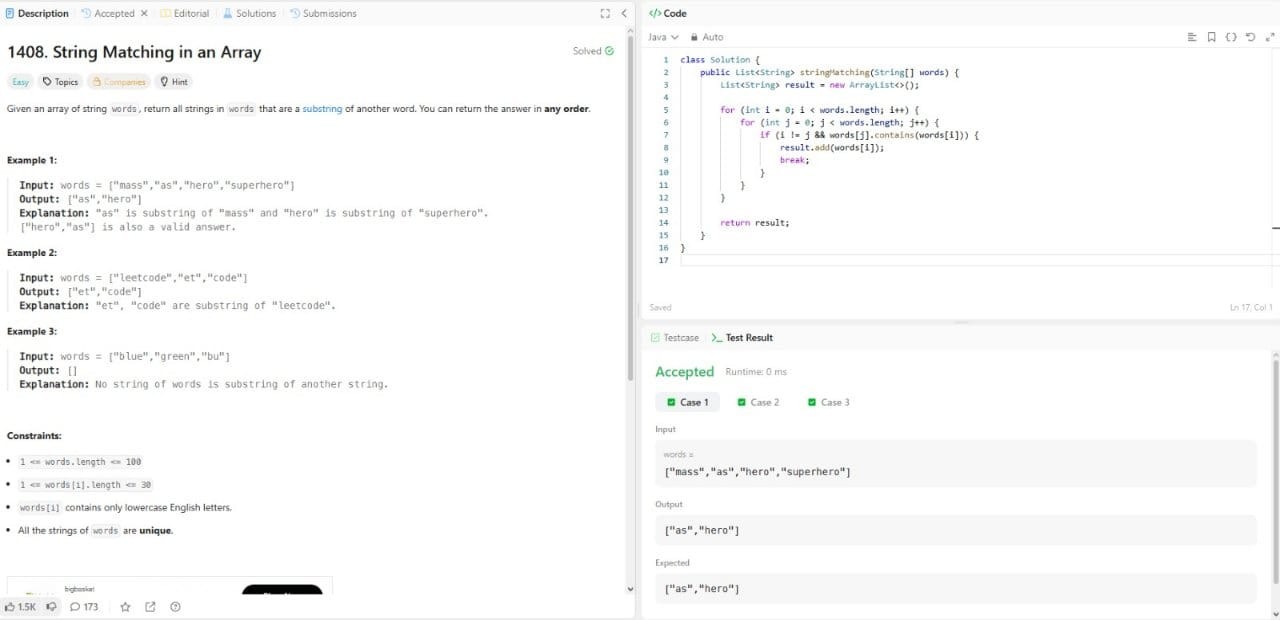 Description Accepted Editorial Solutions Submissions
1408. String Matching in an Array
Solved
Easy Topics Companies Hint
Given an array of string words, return all strings in words that are a substring of another word. You can return the answer in any order.
Example 1:
Input: words = ["mass","as","hero","superhero"]
Output: ["as","hero"]
Explanation: "as" is substring of "mass" and "hero" is substring of "superhero".
["hero","as"] is also a valid answer.
Example 2:
Input: words = ["leetcode","et","code"]
Output: ["et","code"]
Explanation: "et", "code" are substring of "leetcode".
Example 3:
Input: words = ["blue","green","bu"]
Output: []
Explanation: No string of words is substring of another string.
Constraints:
• 1 <= words.length <= 100
• 1 <= words[i].length <= 30
• words[i] contains only lowercase English letters.
• All the strings of words are unique.
bigbasket
1.5K 173
</> Code
Java Auto
1 class Solution {
2 public List<String> stringMatching(String[] words) {
3 List<String> result = new ArrayList<>();
4
5 for (int i = 0; i < words.length; i++) {
6 for (int j = 0; j < words.length; j++) {
7 if (i != j && words[j].contains(words[i])) {
8 result.add(words[i]);
9 break;
10 }
11 }
12 }
13
14 return result;
15 }
16 }
17
Saved
Ln 17, Col 1
Testcase Test Result
Accepted Runtime: 0 ms
Case 1 Case 2 Case 3
Input
words =
["mass","as","hero","superhero"]
Output
["as","hero"]
Expected
["as","hero"]